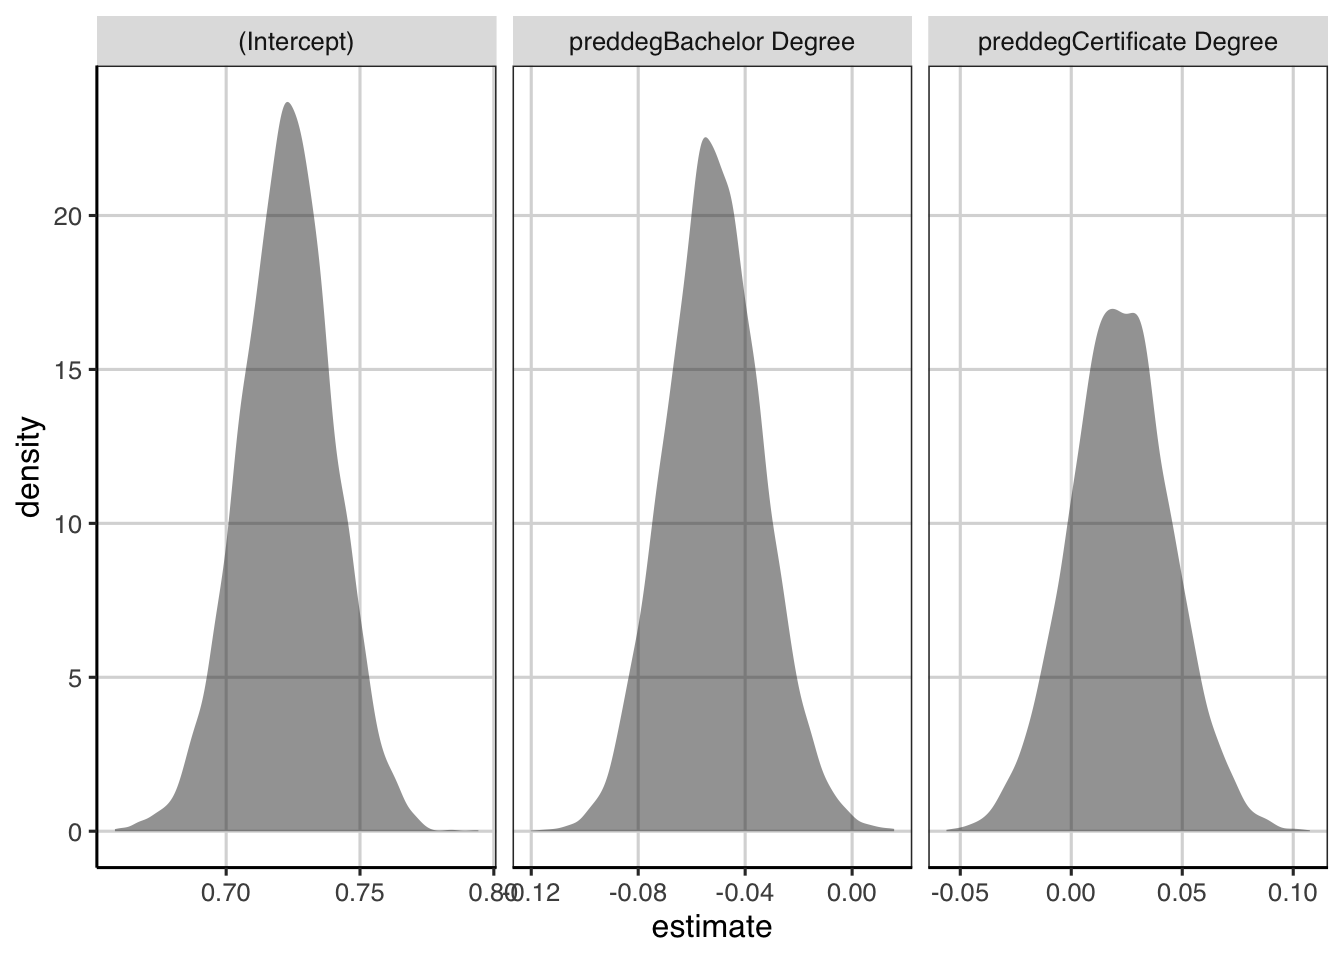 (Intercept)
preddegBachelor Degree
preddegCertificate Degree
density
20
15
10
5
0
0.70 0.75 0.80
-0.12 -0.08 -0.04 0.00
-0.05 0.00 0.05 0.10
estimate